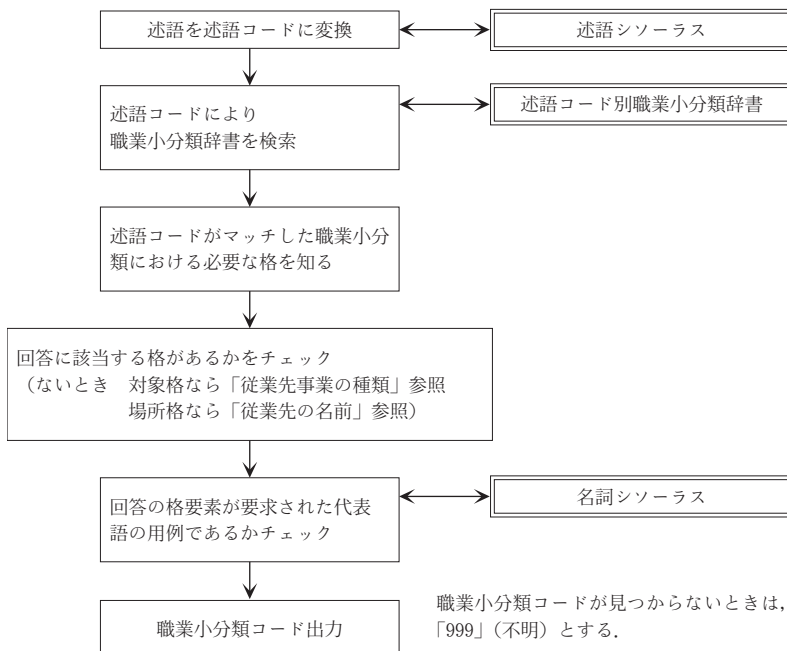 述語を述語コードに変換
述語シソーラス
述語コードにより
職業小分類辞書を検索
述語コード別職業小分類辞書
述語コードがマッチした職業小分
類における必要な格を知る
回答に該当する格があるかをチェック
（ないとき　対象格なら「従業先事業の種類」参照
場所格なら「従業先の名前」参照）
回答の格要素が要求された代表
語の用例であるかチェック
名詞シソーラス
職業小分類コード出力
職業小分類コードが見つからないときは，
「999」（不明）とする．